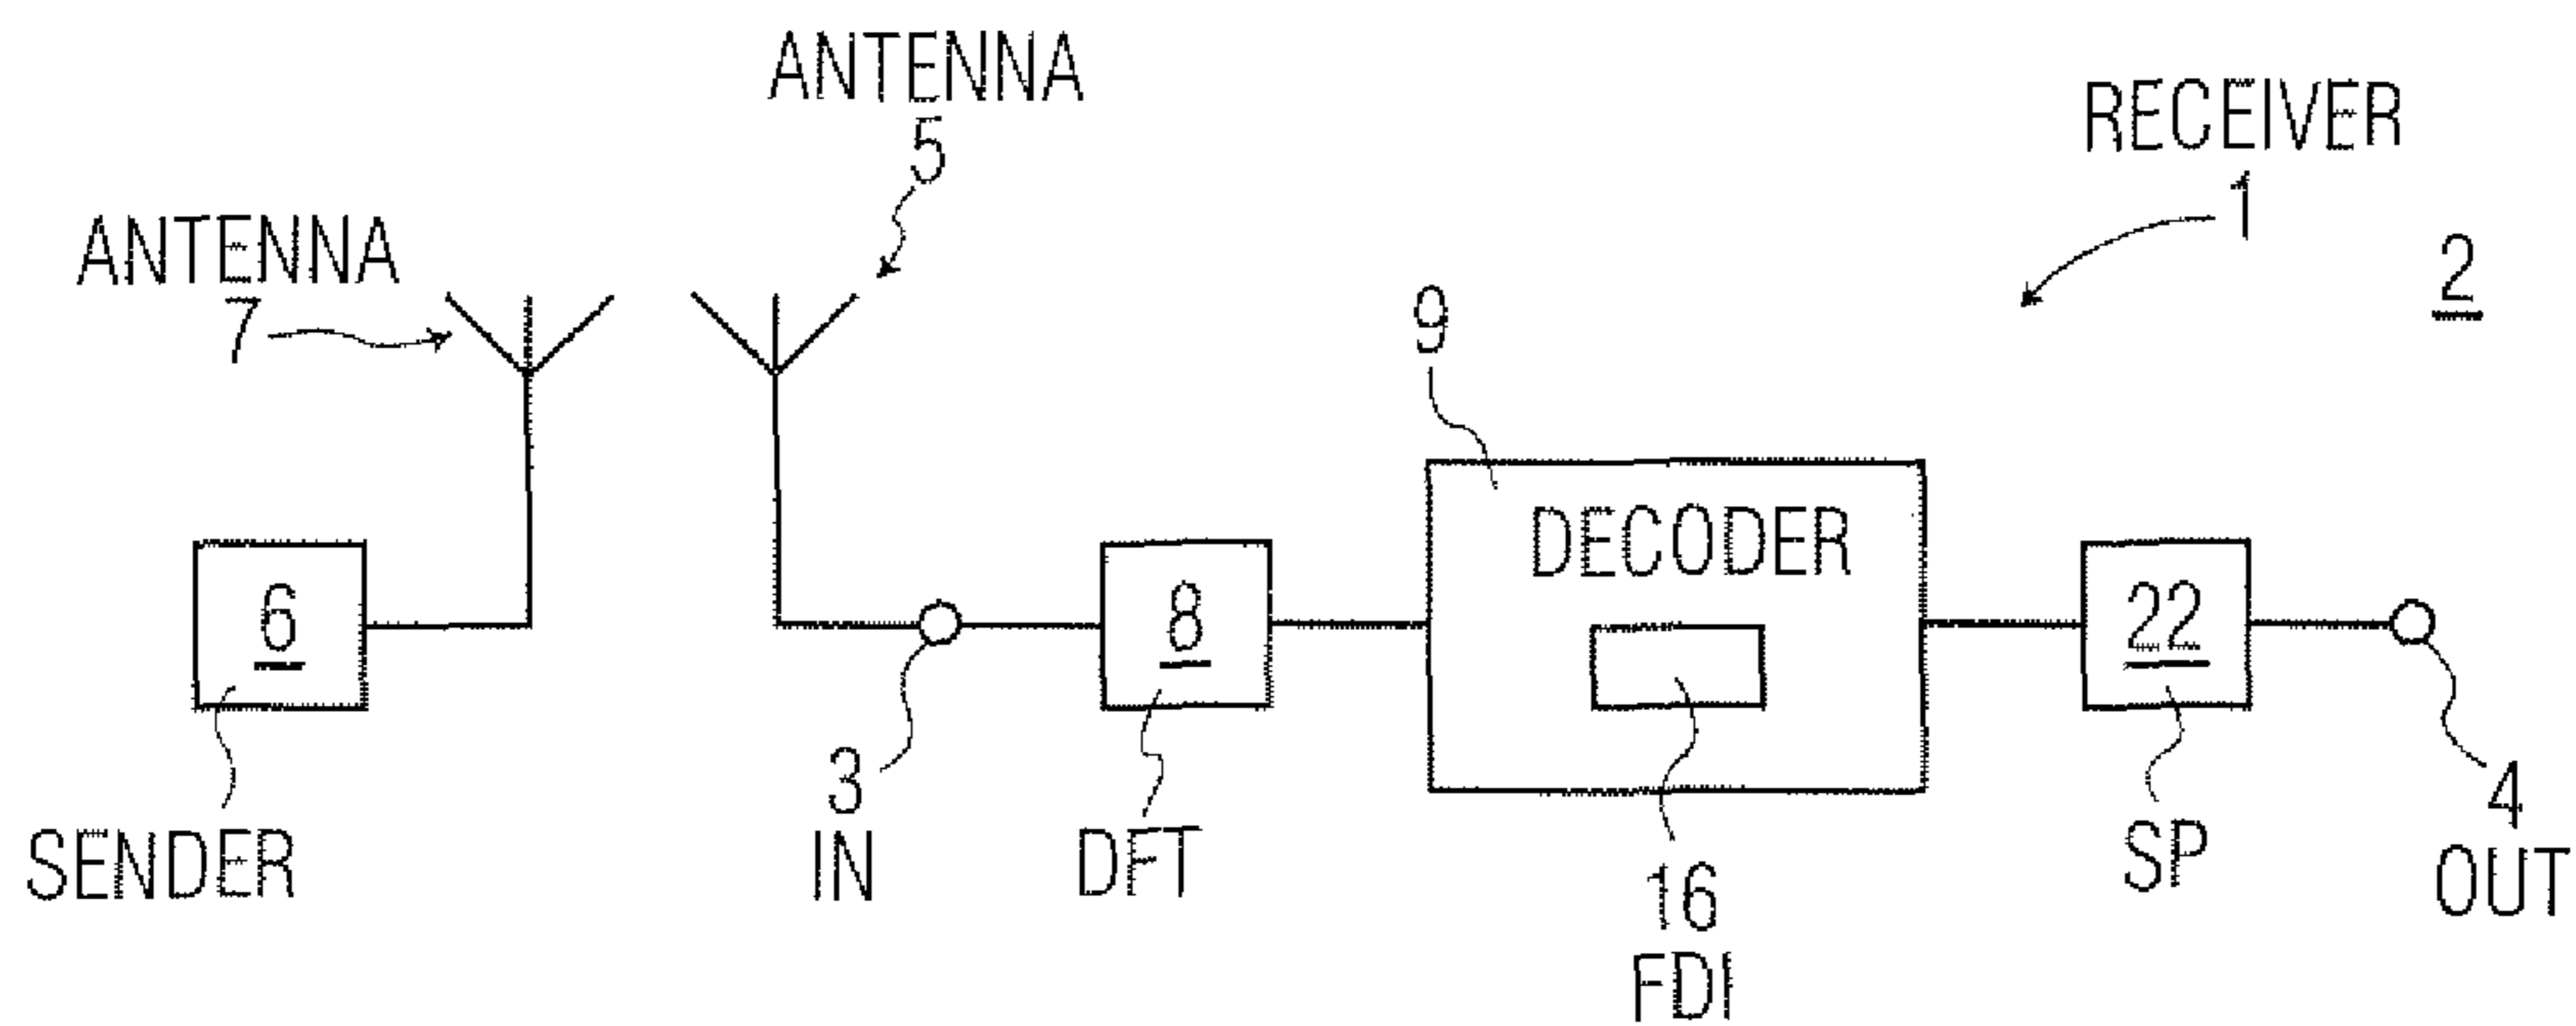 ANTENNA
5
RECEIVER
1
ANTENNA
7
2
9
DECODER
6
8
22
3
IN
4
OUT
SENDER
DFT
SP
16
FDI